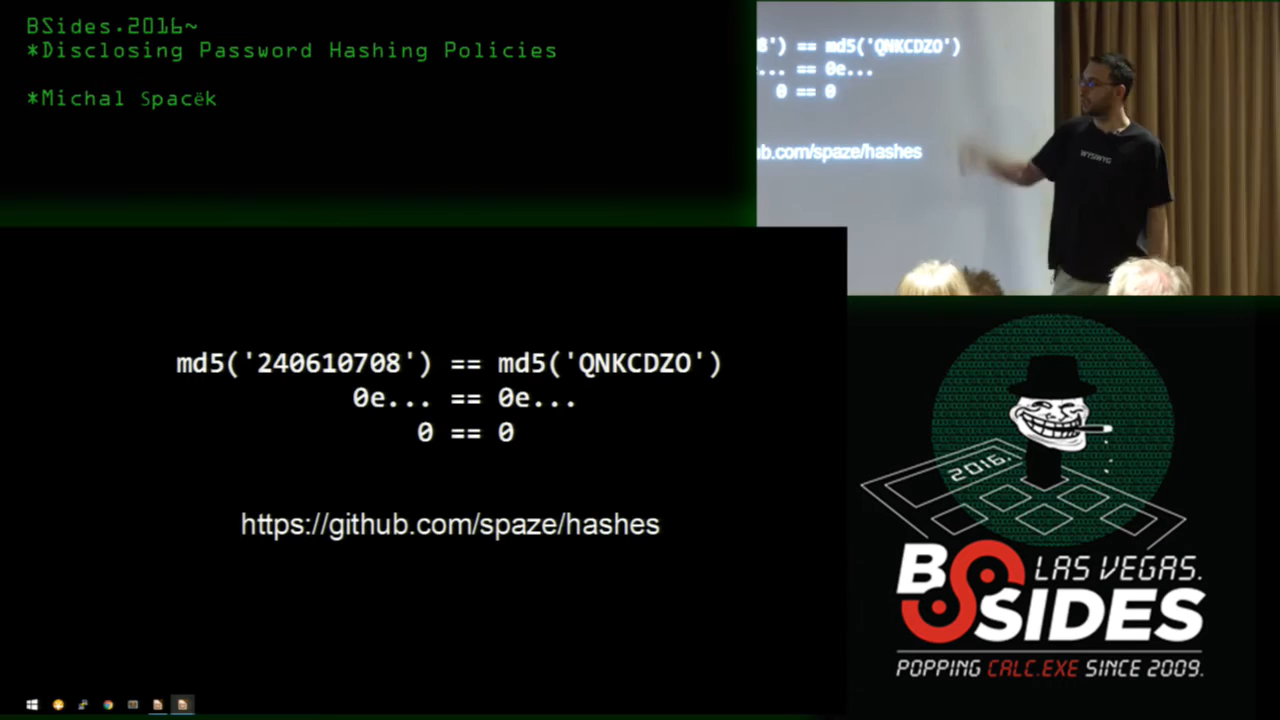 BSides.2016~
*Disclosing Password Hashing Policies
*Michal Spacëk
8') == md5('QNKCDZO')
... == 0e...
0 == 0
ub.com/spaze/hashes
WYSIWYG
md5('240610708') == md5('QNKCDZO')
0e... == 0e...
0 == 0
https://github.com/spaze/hashes
2016.
BSIDES
LAS VEGAS.
POPPING CALC.EXE SINCE 2009.